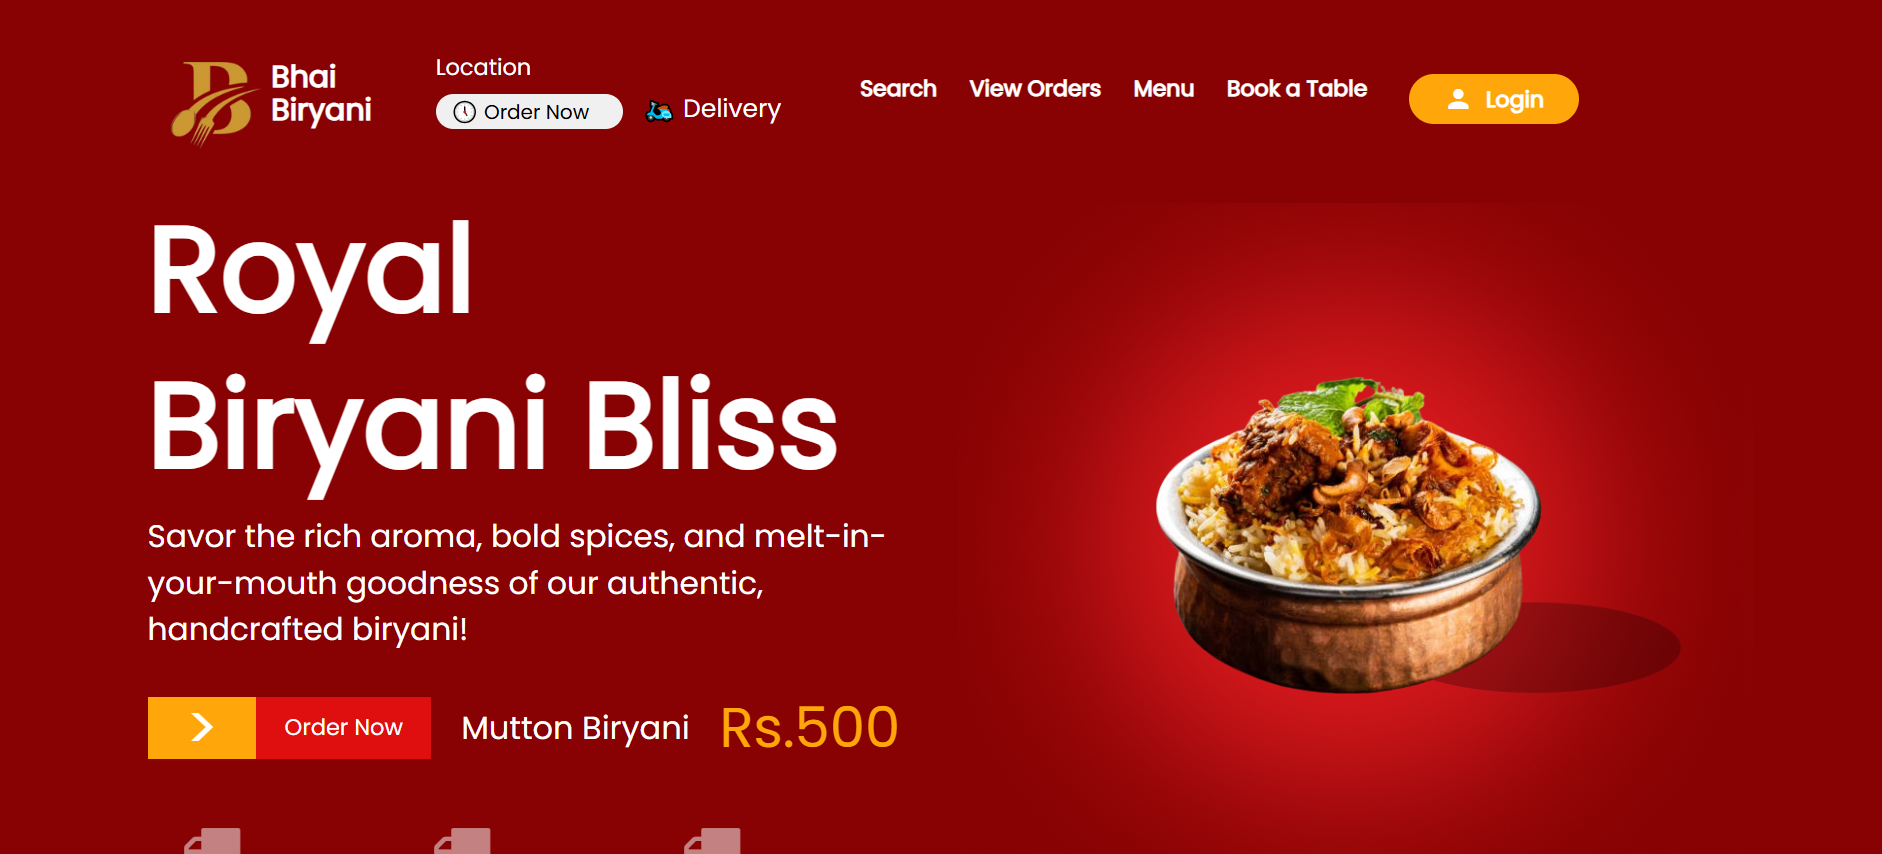 Bhai
Biryani
Location
Order Now
Delivery
Search
View Orders
Menu
Book a Table
Login
Royal
Biryani Bliss
Savor the rich aroma, bold spices, and melt-in-
your-mouth goodness of our authentic,
handcrafted biryani!
Order Now
Mutton Biryani
Rs.500